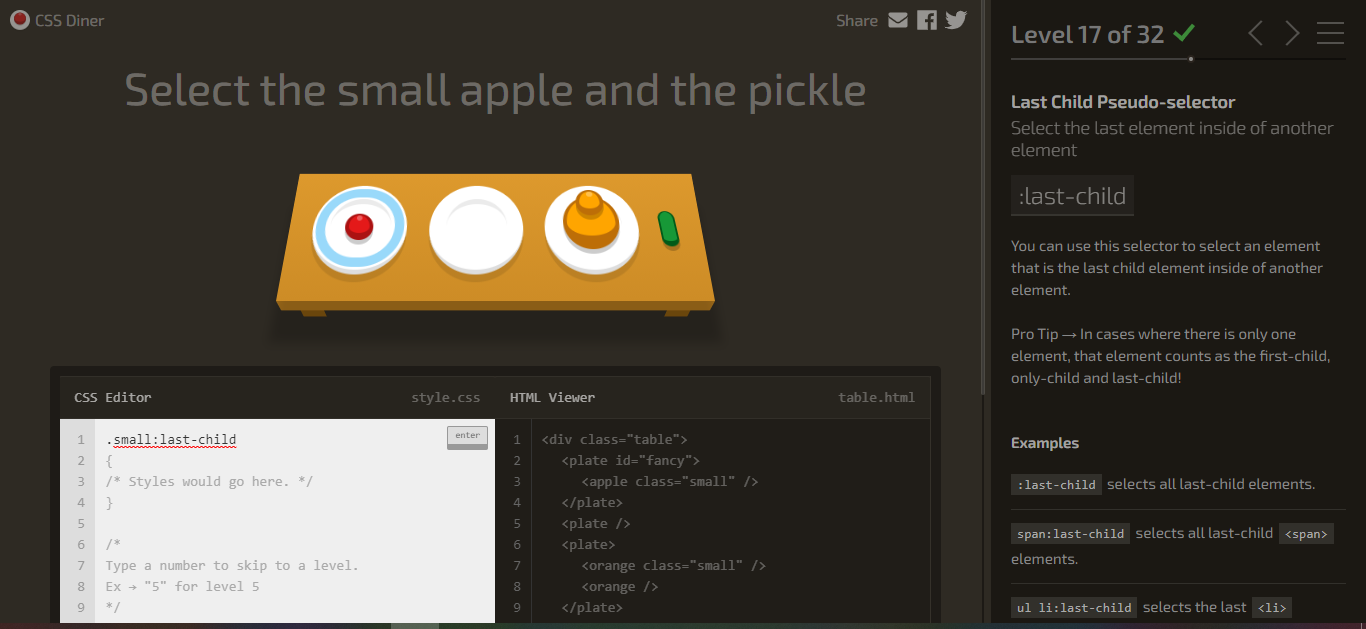 CSS Diner
Share
Select the small apple and the pickle
CSS Editor
style.css
1 .small:last-child
enter
2 {
3 /* Styles would go here. */
4 }
5
6 /*
7 Type a number to skip to a level.
8 Ex → "5" for level 5
9 */
HTML Viewer
table.html
1 <div class="table">
2 <plate id="fancy">
3 <apple class="small" />
4 </plate>
5 <plate />
6 <plate>
7 <orange class="small" />
8 <orange />
9 </plate>
Level 17 of 32
Last Child Pseudo-selector
Select the last element inside of another
element
:last-child
You can use this selector to select an element
that is the last child element inside of another
element.
Pro Tip → In cases where there is only one
element, that element counts as the first-child,
only-child and last-child!
Examples
:last-child selects all last-child elements.
span:last-child selects all last-child <span>
elements.
ul li:last-child selects the last <li>